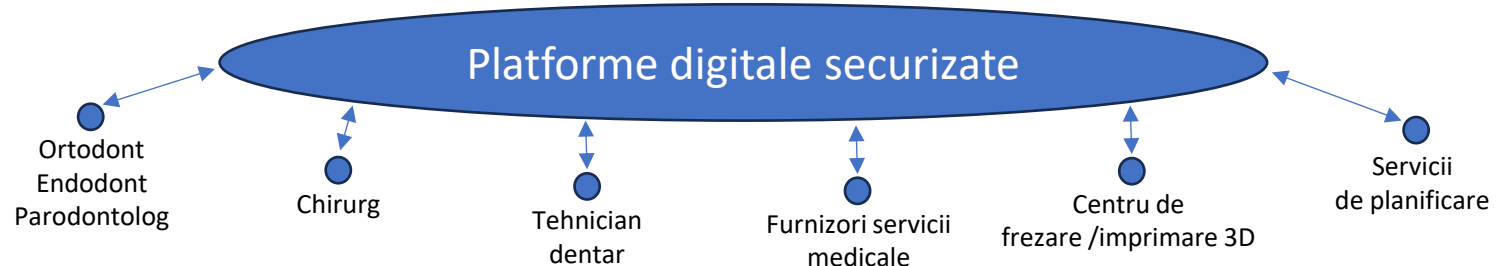 Platforme digitale securizate
Ortodont
Endodont
Parodontolog
Chirurg
Tehnician
dentar
Furnizori servicii
medicale
Centru de
frezare /imprimare 3D
Servicii
de planificare